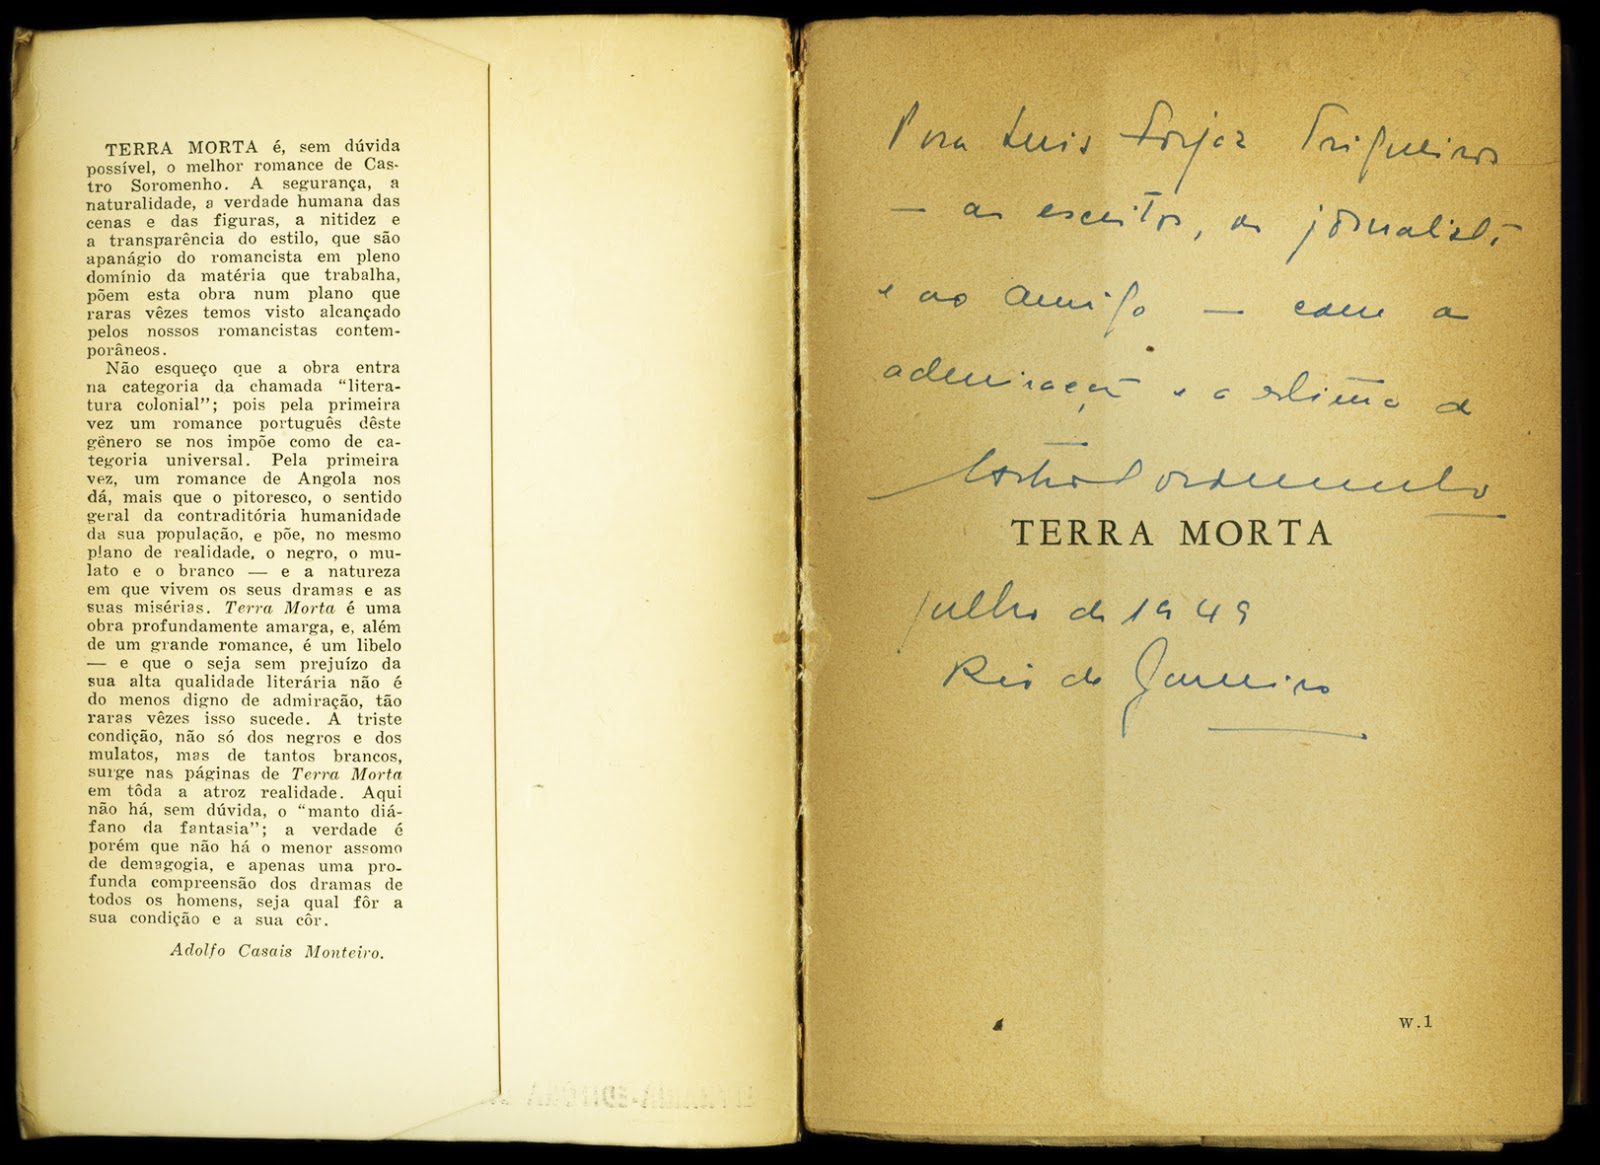 TERRA MORTA é, sem dúvida
possível, o melhor romance de Cas-
tro Soromenho. A segurança, a
naturalidade, a verdade humana das
cenas e das figuras, a nitidez e
a transparência do estilo, que são
apanágio do romancista em pleno
domínio da matéria que trabalha,
põem esta obra num plano que
raras vêzes temos visto alcançado
pelos nossos romancistas contem-
porâneos.
Não esqueço que a obra entra
na categoria da chamada “litera-
tura colonial”; pois pela primeira
vez um romance português dêste
gênero se nos impõe como de ca-
tegoria universal. Pela primeira
vez, um romance de Angola nos
dá, mais que o pitoresco, o sentido
geral da contraditória humanidade
da sua população, e põe, no mesmo
plano de realidade, o negro, o mu-
lato e o branco — e a natureza
em que vivem os seus dramas e as
suas misérias. Terra Morta é uma
obra profundamente amarga, e, além
de um grande romance, é um libelo
— e que o seja sem prejuízo da
sua alta qualidade literária não é
do menos digno de admiração, tão
raras vêzes isso sucede. A triste
condição, não só dos negros e dos
mulatos, mas de tantos brancos,
surge nas páginas de Terra Morta
em tôda a atroz realidade. Aqui
não há, sem dúvida, o “manto diá-
fano da fantasia”; a verdade é
porém que não há o menor assomo
de demagogia, e apenas uma pro-
funda compreensão dos dramas de
todos os homens, seja qual fôr a
sua condição e a sua côr.
Adolfo Casais Monteiro.
Para Luis Forjaz Trigueiros
— ao escritor, ao jornalista
e ao amigo — com a
admiração e a estima de
Castro Soromenho
TERRA MORTA
Julho de 1949
Rio de Janeiro
w.1